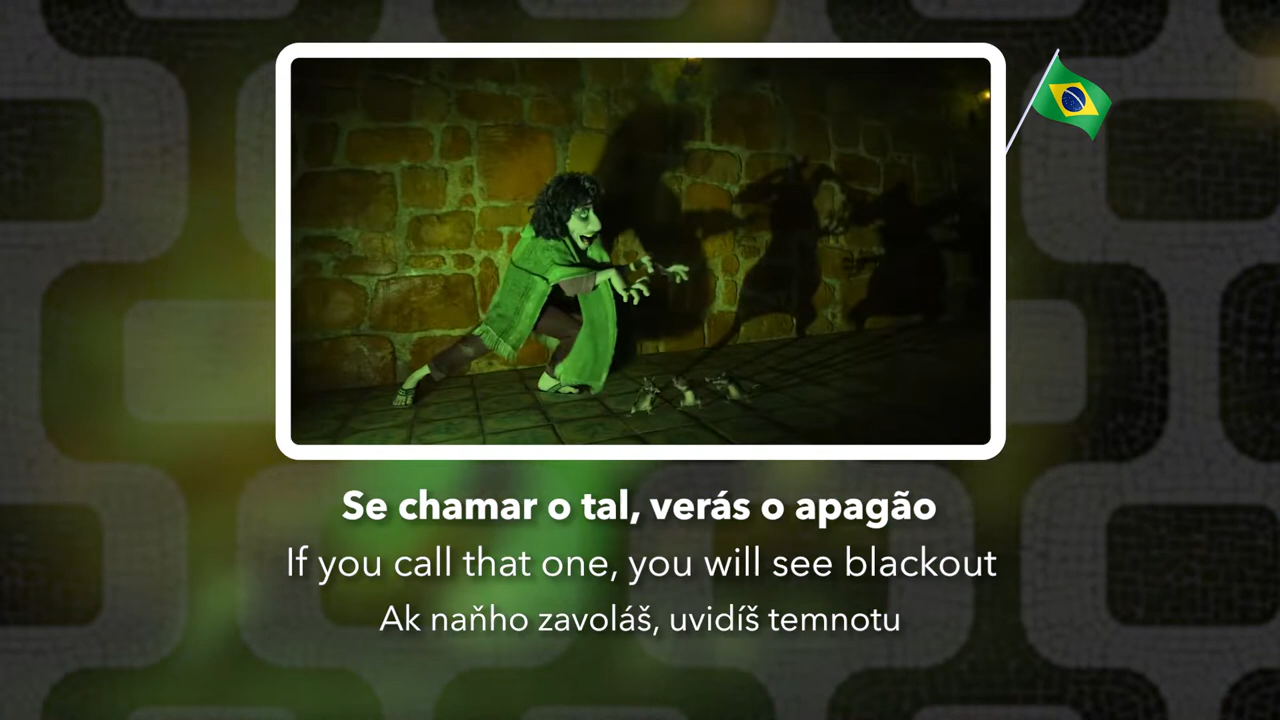 Se chamar o tal, verás o apagão
If you call that one, you will see blackout
Ak naňho zavoláš, uvidíš temnotu